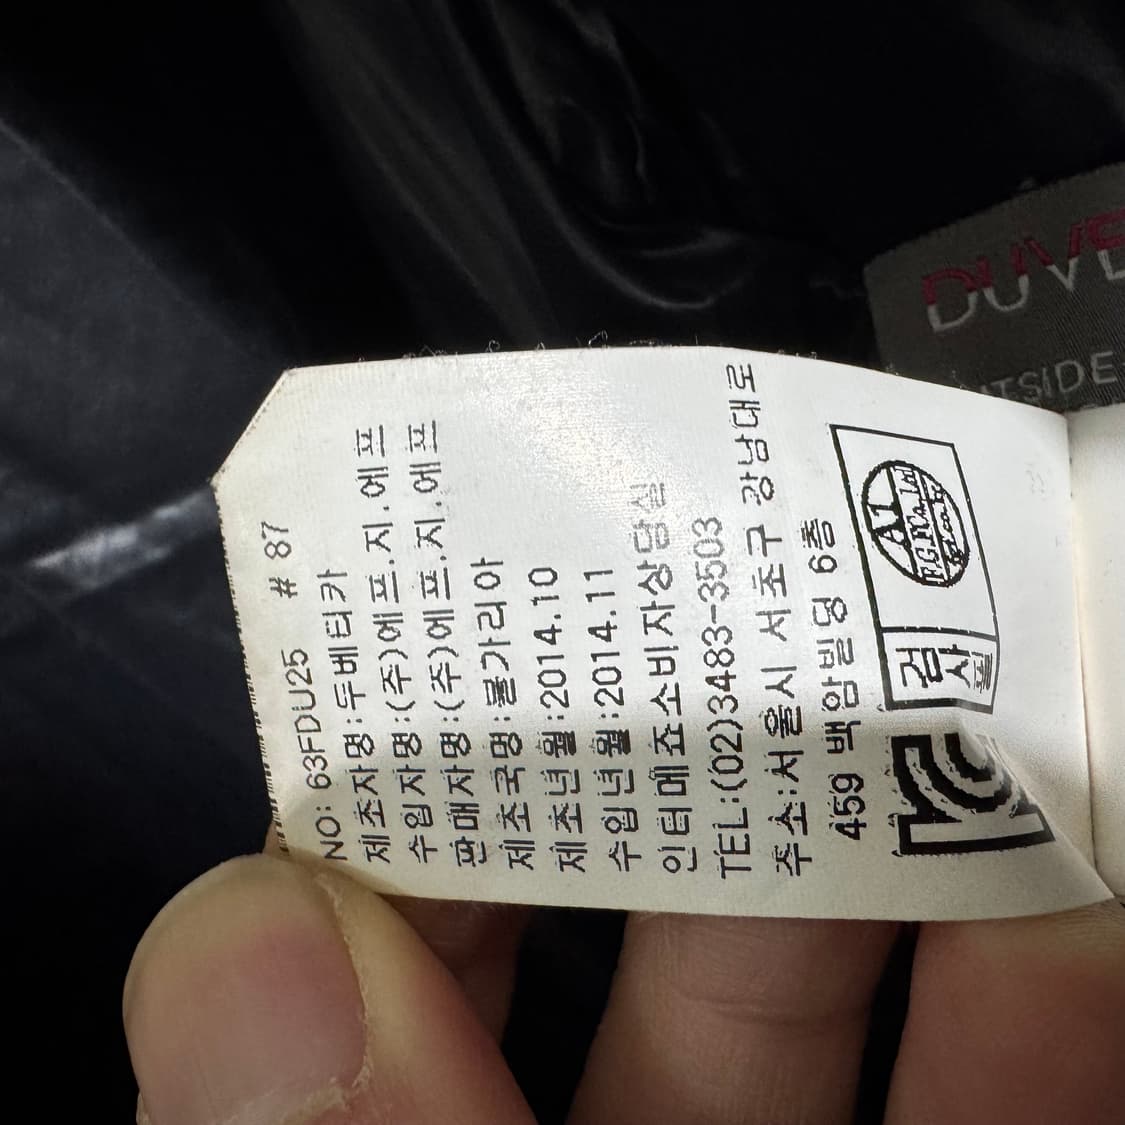 NO: 63FDU25 # 87
제조자명:두베티카
수입자명:(주)에프.지.에프
판매자명:(주)에프.지.에프
제조국명:불가리아
제조년월:2014.10
수입년월:2014.11
인터메죠소비자상담실
TEL:(02)3483-3503
주소:서울시 서초구 강남대로
459 백암빌딩 6층
검사필
A1
F.G.F Co., Ltd
KC
DUVE